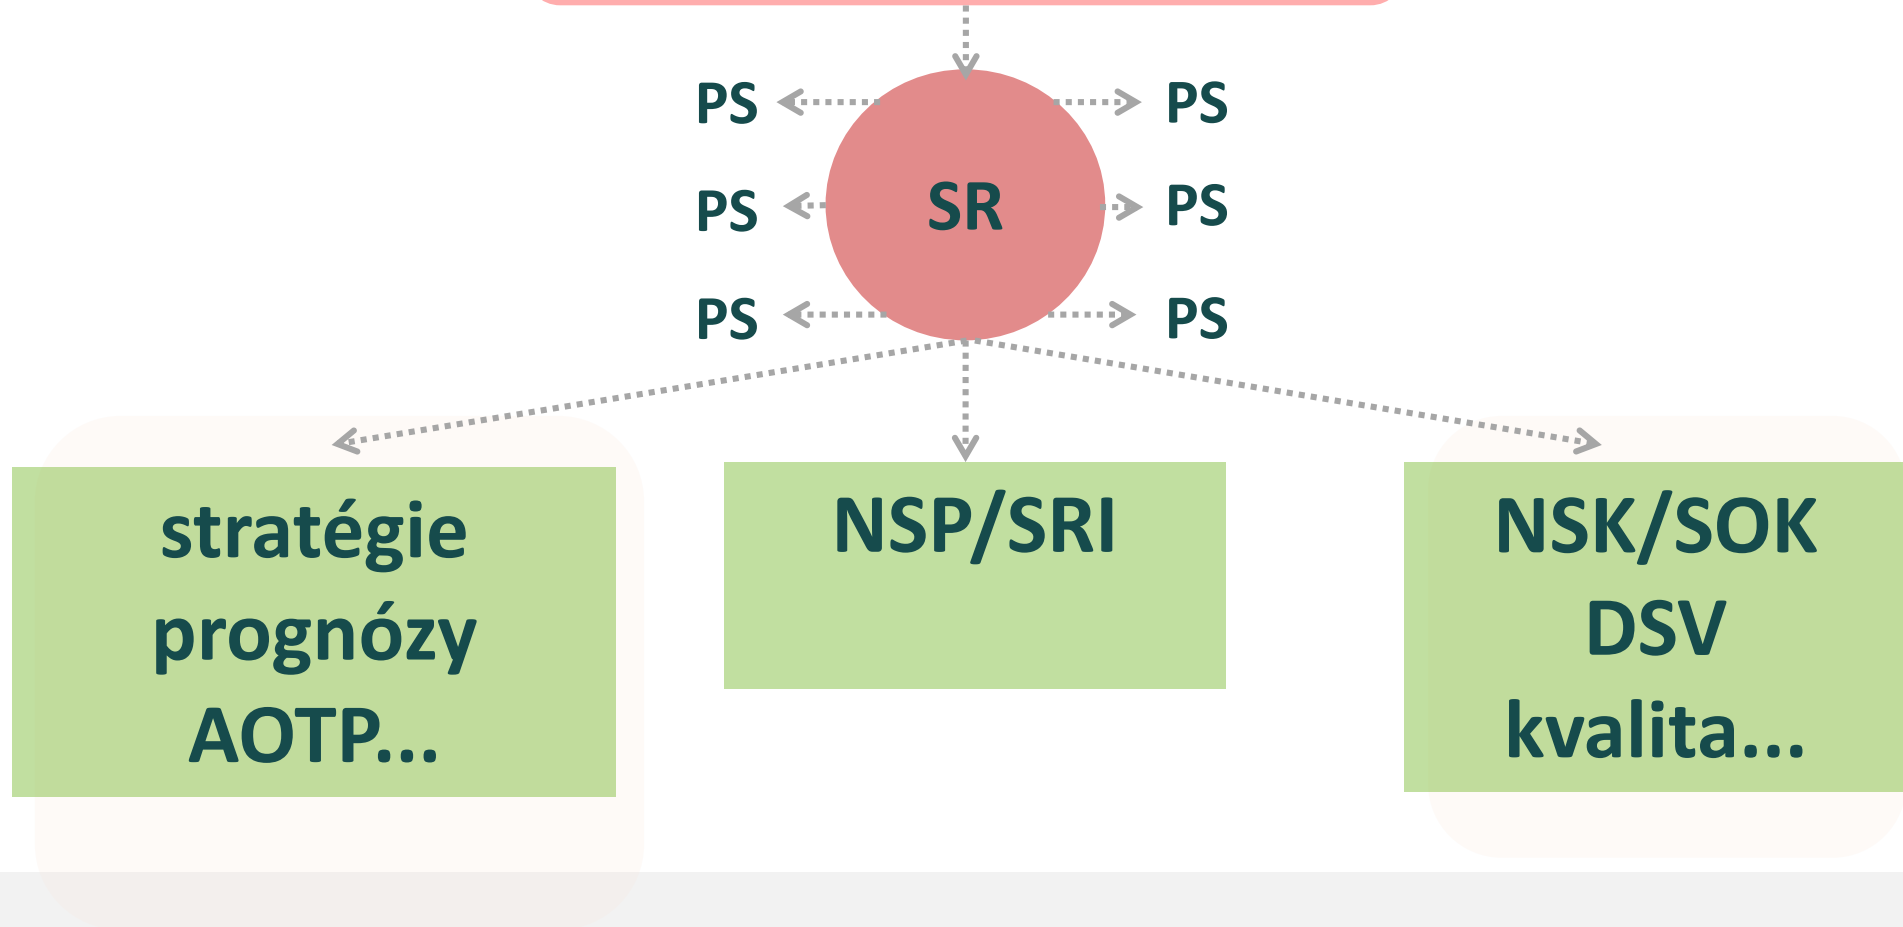 PS
PS
PS
SR
PS
PS
PS
stratégie
prognózy
AOTP...
NSP/SRI
NSK/SOK
DSV
kvalita...